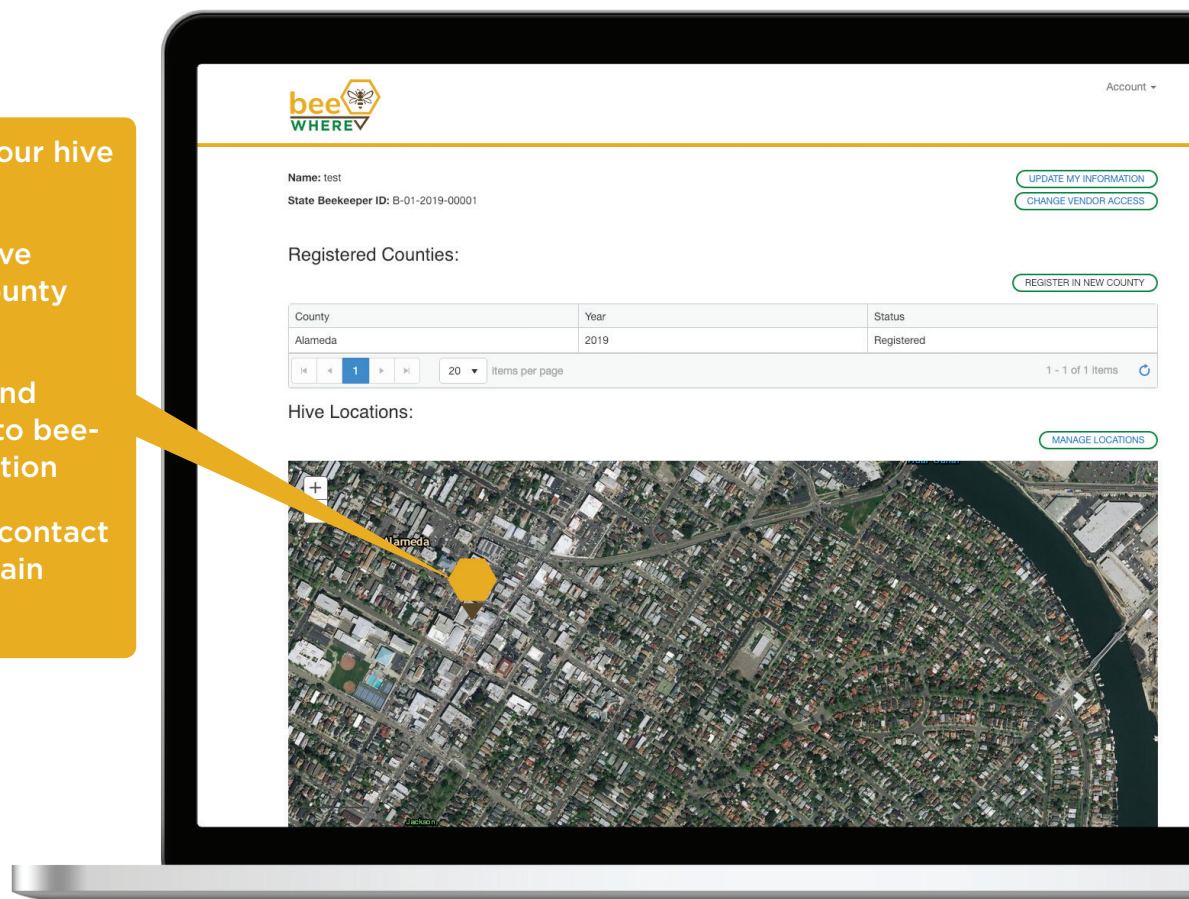 our hive
ve
ounty
nd
to bee-
tion
contact
ain
bee
WHERE
Account
Name: test
State Beekeeper ID: B-01-2019-00001
UPDATE MY INFORMATION
CHANGE VENDOR ACCESS
Registered Counties:
REGISTER IN NEW COUNTY
County Year Status
Alameda 2019 Registered
1 20 items per page 1 - 1 of 1 items
Hive Locations:
MANAGE LOCATIONS
+
Alameda
Jackson